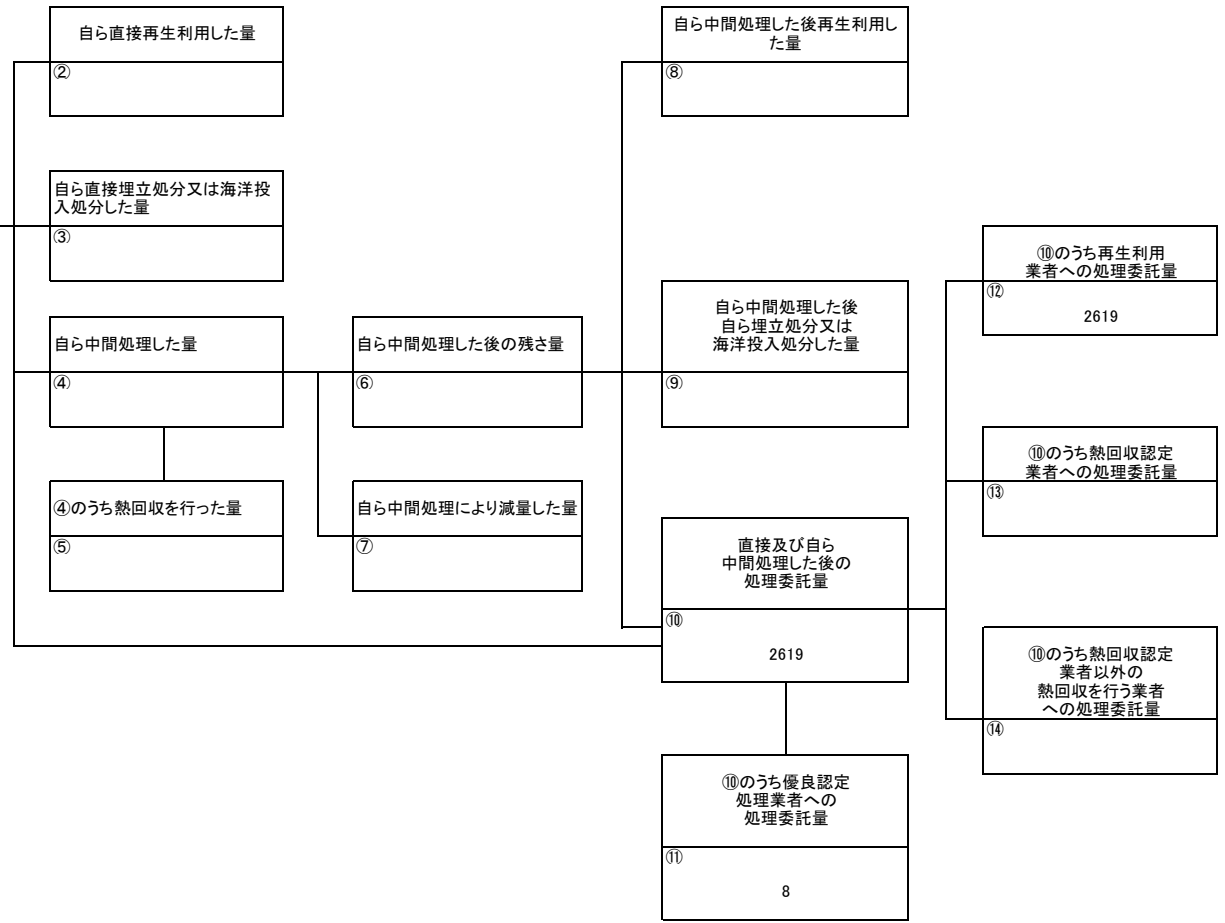 自ら直接再生利用した量
②
自ら直接埋立処分又は海洋投
入処分した量
③
自ら中間処理した量
④
④のうち熱回収を行った量
⑤
自ら中間処理した後の残さ量
⑥
自ら中間処理により減量した量
⑦
自ら中間処理した後再生利用し
た量
⑧
自ら中間処理した後
自ら埋立処分又は
海洋投入処分した量
⑨
直接及び自ら
中間処理した後の
処理委託量
⑩
2619
⑩のうち優良認定
処理業者への
処理委託量
⑪
8
⑩のうち再生利用
業者への処理委託量
⑫
2619
⑩のうち熱回収認定
業者への処理委託量
⑬
⑩のうち熱回収認定
業者以外の
熱回収を行う業者
への処理委託量
⑭